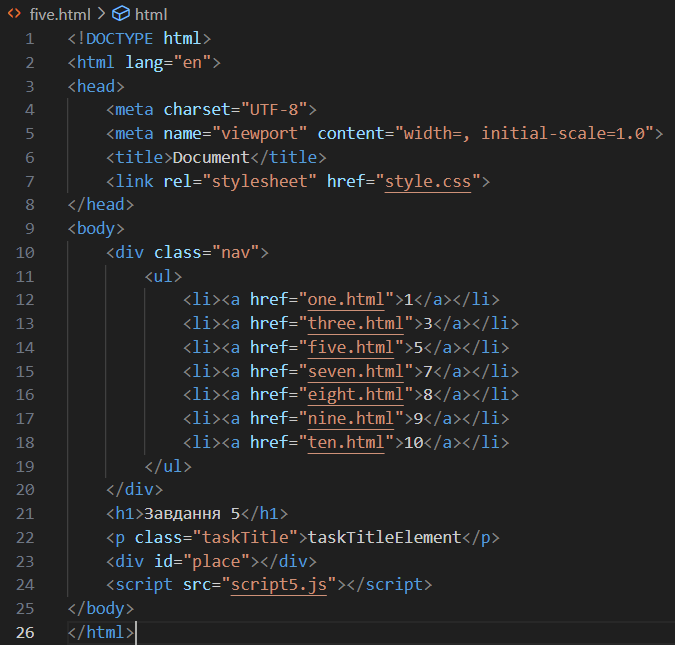 five.html > html
1 <!DOCTYPE html>
2 <html lang="en">
3 <head>
4     <meta charset="UTF-8">
5     <meta name="viewport" content="width=, initial-scale=1.0">
6     <title>Document</title>
7     <link rel="stylesheet" href="style.css">
8 </head>
9 <body>
10     <div class="nav">
11         <ul>
12             <li><a href="one.html">1</a></li>
13             <li><a href="three.html">3</a></li>
14             <li><a href="five.html">5</a></li>
15             <li><a href="seven.html">7</a></li>
16             <li><a href="eight.html">8</a></li>
17             <li><a href="nine.html">9</a></li>
18             <li><a href="ten.html">10</a></li>
19         </ul>
20     </div>
21     <h1>Завдання 5</h1>
22     <p class="taskTitle">taskTitleElement</p>
23     <div id="place"></div>
24     <script src="script5.js"></script>
25 </body>
26 </html>